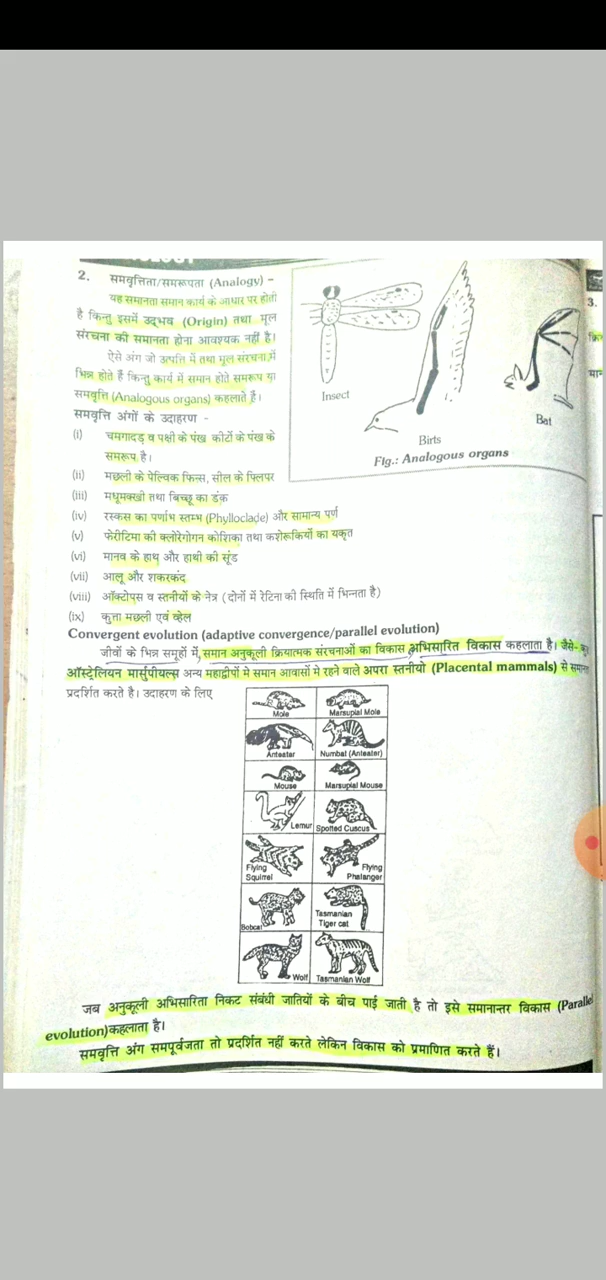 2. समवृत्तिता/समरूपता (Analogy) –
यह समानता समान कार्य के आधार पर होती
है किन्तु इसमें उद्भव (Origin) तथा मूल
संरचना की समानता होना आवश्यक नहीं है।
ऐसे अंग जो उत्पत्ति में तथा मूल संरचना में
भिन्न होते हैं किन्तु कार्य में समान होते समरूप या
समवृत्ति (Analogous organs) कहलाते हैं।
समवृत्ति अंगों के उदाहरण -
(i) चमगादड़ व पक्षी के पंख कीटों के पंख के
समरूप है।
(ii) मछली के पेल्विक फिन्स, सील के फ्लिपर
(iii) मधूमक्खी तथा बिच्छू का डंक
(iv) रस्कस का पर्णाभ स्तम्भ (Phylloclade) और सामान्य पर्ण
(v) फेरीटिमा की क्लोरेगोगन कोशिका तथा कशेरूकियों का यकृत
(vi) मानव के हाथ और हाथी की सूंड
(vii) आलू और शकरकंद
(viii) ऑक्टोपस व स्तनीयों के नेत्र (दोनों में रेटिना की स्थिति में भिन्नता है)
(ix) कुत्ता मछली एवं व्हेल
Insect
Birts
Bat
Fig.: Analogous organs
3.
Convergent evolution (adaptive convergence/parallel evolution)
जीवों के भिन्न समूहों में, समान अनुकूली क्रियात्मक संरचनाओं का विकास अभिसारित विकास कहलाता है। जैसे-
ऑस्ट्रेलियन मार्सुपीयल्स अन्य महाद्वीपों मे समान आवासों मे रहने वाले अपरा स्तनीयो (Placental mammals) से
प्रदर्शित करते है। उदाहरण के लिए
Mole Marsupial Mole
Anteatar Numbat (Anteater)
Mouse Marsupial Mouse
Lemur Spotted Cuscus
Flying Squirrel Flying Phalanger
Bobcat Tasmanian Tiger cat
Wolf Tasmanian Wolf
जब अनुकूली अभिसारिता निकट संबंधी जातियों के बीच पाई जाती है तो इसे समानान्तर विकास (Parallel
evolution)कहलाता है।
समवृत्ति अंग समपूर्वजता तो प्रदर्शित नहीं करते लेकिन विकास को प्रमाणित करते हैं।